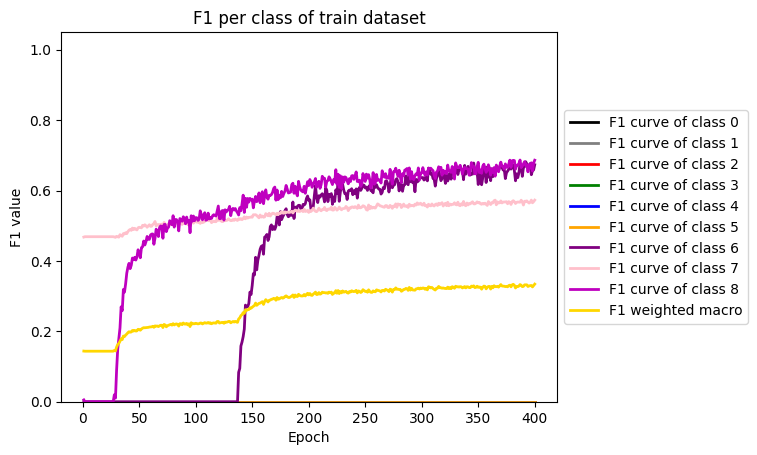 F1 per class of train dataset
F1 value
1.0
0.8
0.6
0.4
0.2
0.0
0
50
100
150
200
250
300
350
400
Epoch
F1 curve of class 0
F1 curve of class 1
F1 curve of class 2
F1 curve of class 3
F1 curve of class 4
F1 curve of class 5
F1 curve of class 6
F1 curve of class 7
F1 curve of class 8
F1 weighted macro